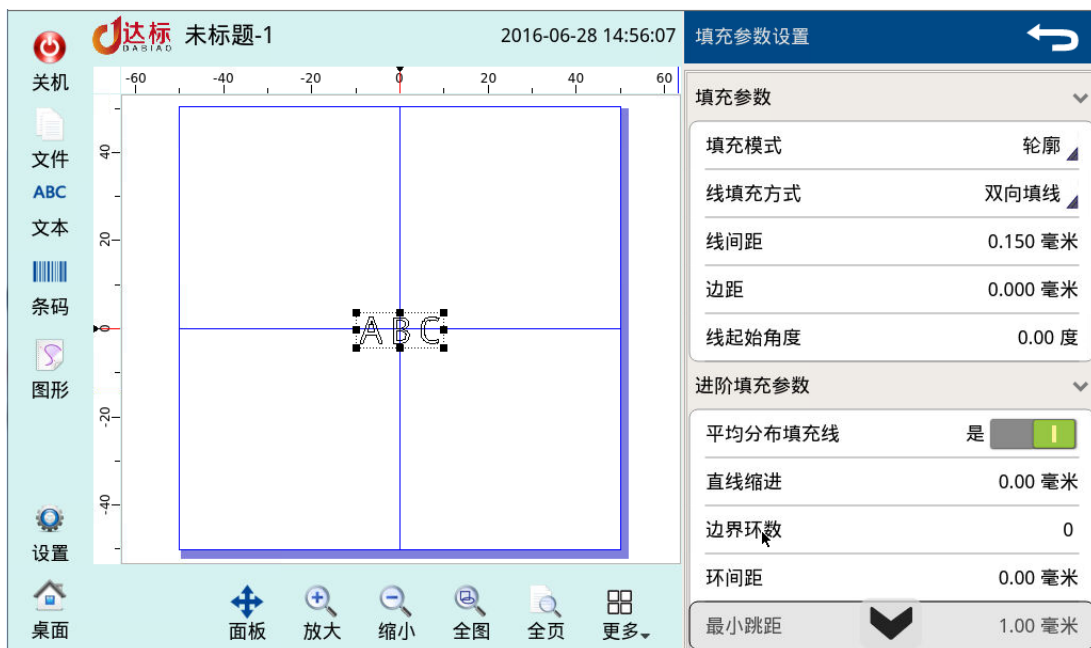 关机
文件
ABC
文本
条码
图形
设置
桌面
达标
DABIAO
未标题-1
2016-06-28 14:56:07
-60 -40 -20 0 20 40 60
40
20
0
-20
-40
A B C
面板
放大
缩小
全图
全页
更多
填充参数设置
填充参数
填充模式 轮廓
线填充方式 双向填线
线间距 0.150 毫米
边距 0.000 毫米
线起始角度 0.00 度
进阶填充参数
平均分布填充线 是
直线缩进 0.00 毫米
边界环数 0
环间距 0.00 毫米
最小跳距 1.00 毫米